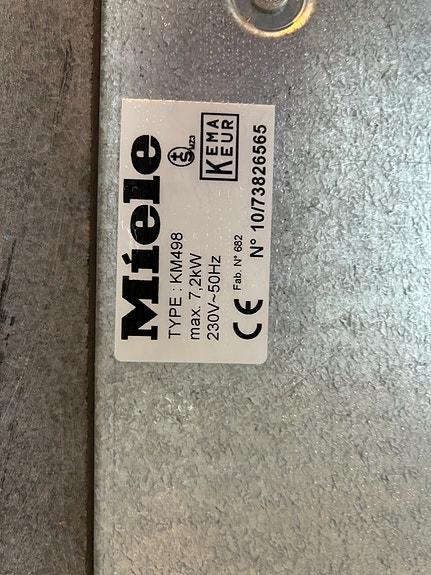 Miele
TYPE : KM498
max. 7,2kW
230V~50Hz
KEMA
KEUR
CE Fab. N° 682
N° 10/73826565